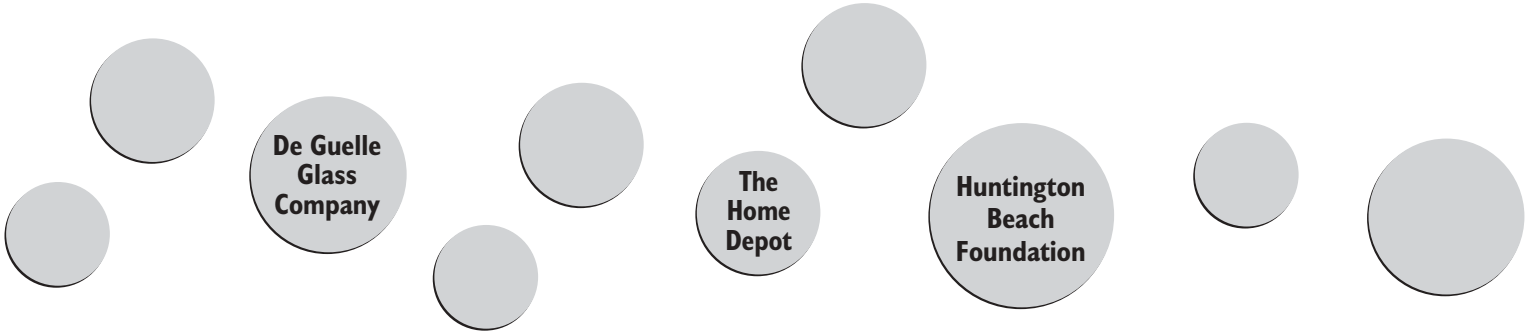 De Guelle
Glass
Company
The
Home
Depot
Huntington
Beach
Foundation